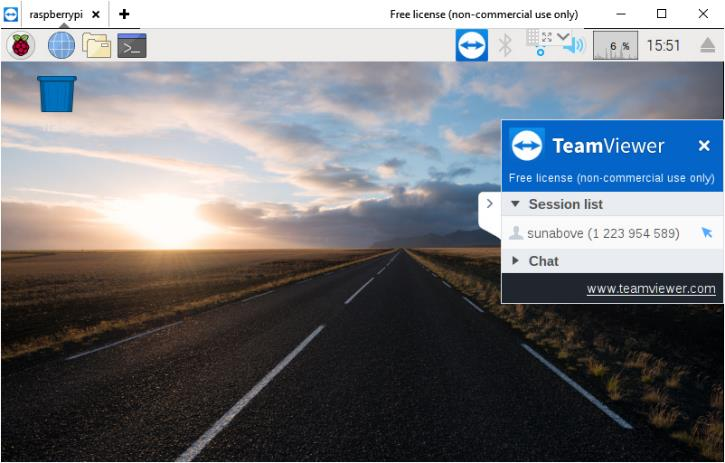 raspberrypi
Free license (non-commercial use only)
6 %
15:51
TeamViewer
Free license (non-commercial use only)
Session list
sunabove (1 223 954 589)
Chat
www.teamviewer.com